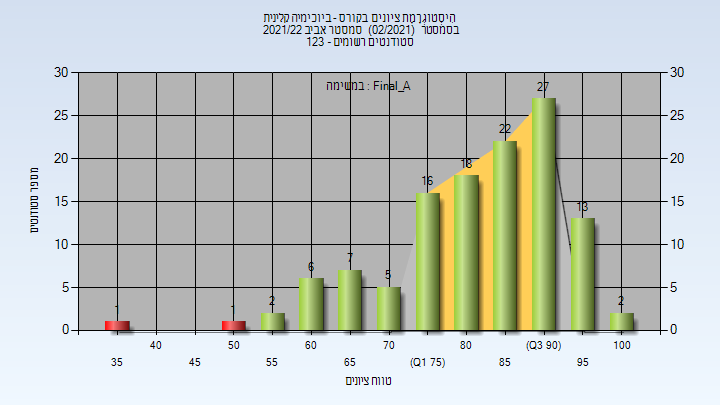 היסטוגרמת ציונים בקורס - ביוכימיה קלינית
בסמסטר (02/2021) סמסטר אביב 2021/22
סטודנטים רשומים - 123
במשימה : Final_A
מספר סטודנטים
30 25 20 15 10 5 0
1 1 2 6 7 5 16 18 22 27 13 2
30 25 20 15 10 5 0
40 50 60 70 80 (Q3 90) 100
35 45 55 65 (Q1 75) 85 95
טווח ציונים